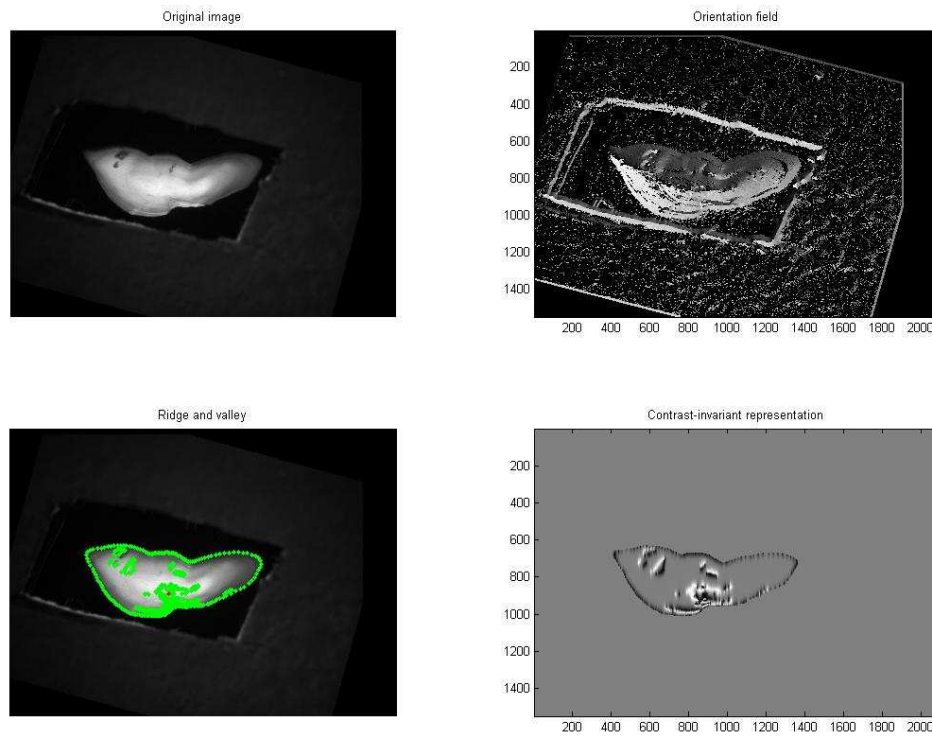 Original image
Orientation field
200
400
600
800
1000
1200
1400
200 400 600 800 1000 1200 1400 1600 1800 2000
Ridge and valley
Contrast-invariant representation
200
400
600
800
1000
1200
1400
200 400 600 800 1000 1200 1400 1600 1800 2000